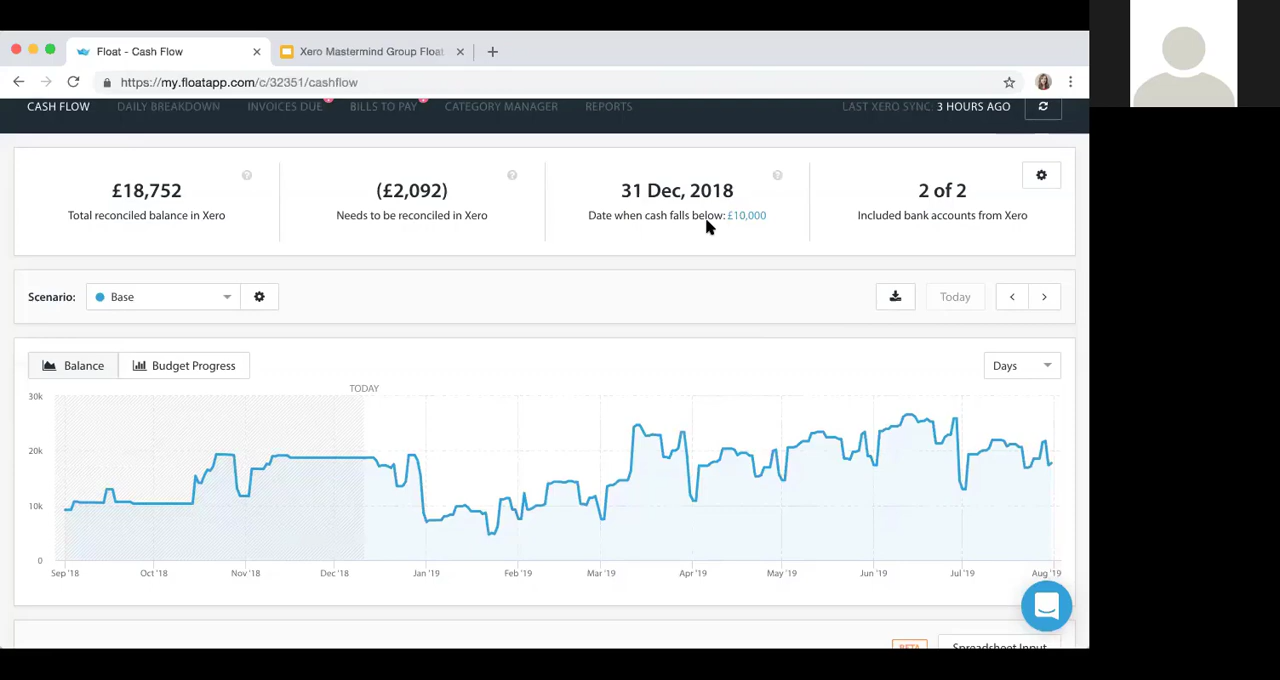 Float - Cash Flow
Xero Mastermind Group Float
https://my.floatapp.com/c/32351/cashflow
CASH FLOW DAILY BREAKDOWN INVOICES DUE BILLS TO PAY CATEGORY MANAGER REPORTS LAST XERO SYNC: 3 HOURS AGO
£18,752 (£2,092) 31 Dec, 2018 2 of 2
Total reconciled balance in Xero Needs to be reconciled in Xero Date when cash falls below: £10,000 Included bank accounts from Xero
Scenario: Base Today
Balance Budget Progress Days
TODAY
30k
20k
10k
0
Sep '18 Oct '18 Nov '18 Dec '18 Jan '19 Feb '19 Mar '19 Apr '19 May '19 Jun '19 Jul '19 Aug '19
BETA Spreadsheet Input